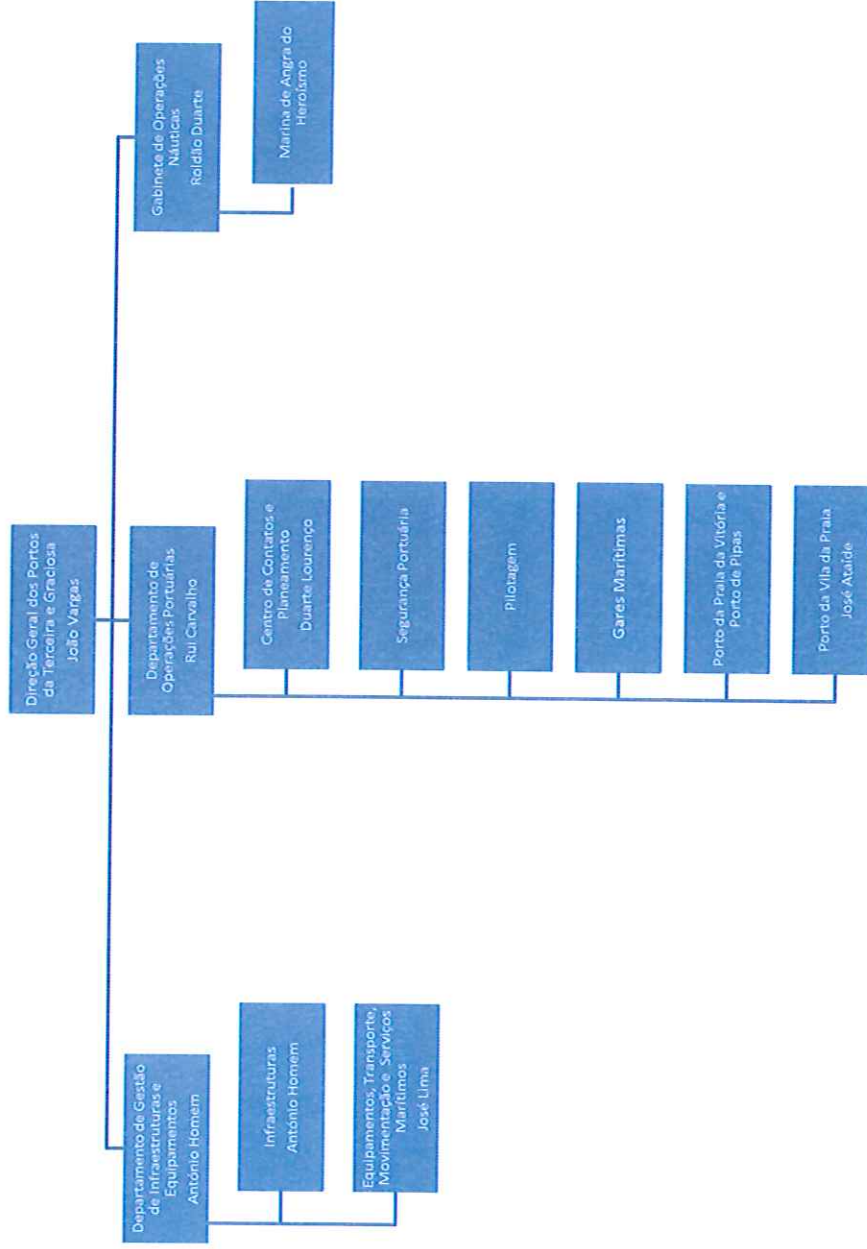 Direção Geral dos Portos
da Terceira e Graciosa
João Vargas
Departamento de Gestão
de Infraestruturas e
Equipamentos
António Homem
Infraestruturas
António Homem
Equipamentos, Transporte,
Movimentação e Serviços
Marítimos
José Lima
Departamento de
Operações Portuárias
Rui Carvalho
Centro de Contatos e
Planeamento
Duarte Lourenço
Segurança Portuária
Pilotagem
Gares Marítimas
Porto da Praia da Vitória e
Porto de Pipas
Porto da Vila da Praia
José Ataíde
Gabinete de Operações
Náuticas
Roldão Duarte
Marina de Angra do
Heroísmo